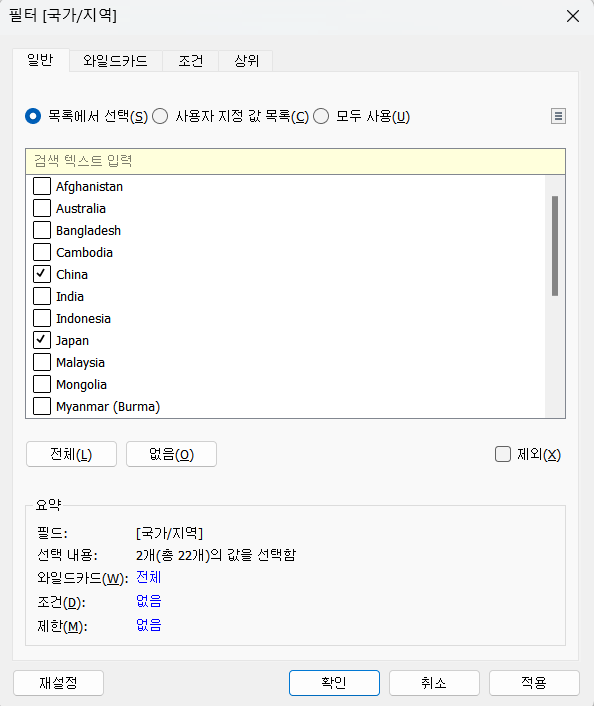 필터 [국가/지역]
일반 와일드카드 조건 상위
목록에서 선택(S) 사용자 지정 값 목록(C) 모두 사용(U)
검색 텍스트 입력
Afghanistan
Australia
Bangladesh
Cambodia
China
India
Indonesia
Japan
Malaysia
Mongolia
Myanmar (Burma)
전체(L) 없음(O) 제외(X)
요약
필드: [국가/지역]
선택 내용: 2개(총 22개)의 값을 선택함
와일드카드(W): 전체
조건(D): 없음
제한(M): 없음
재설정 확인 취소 적용